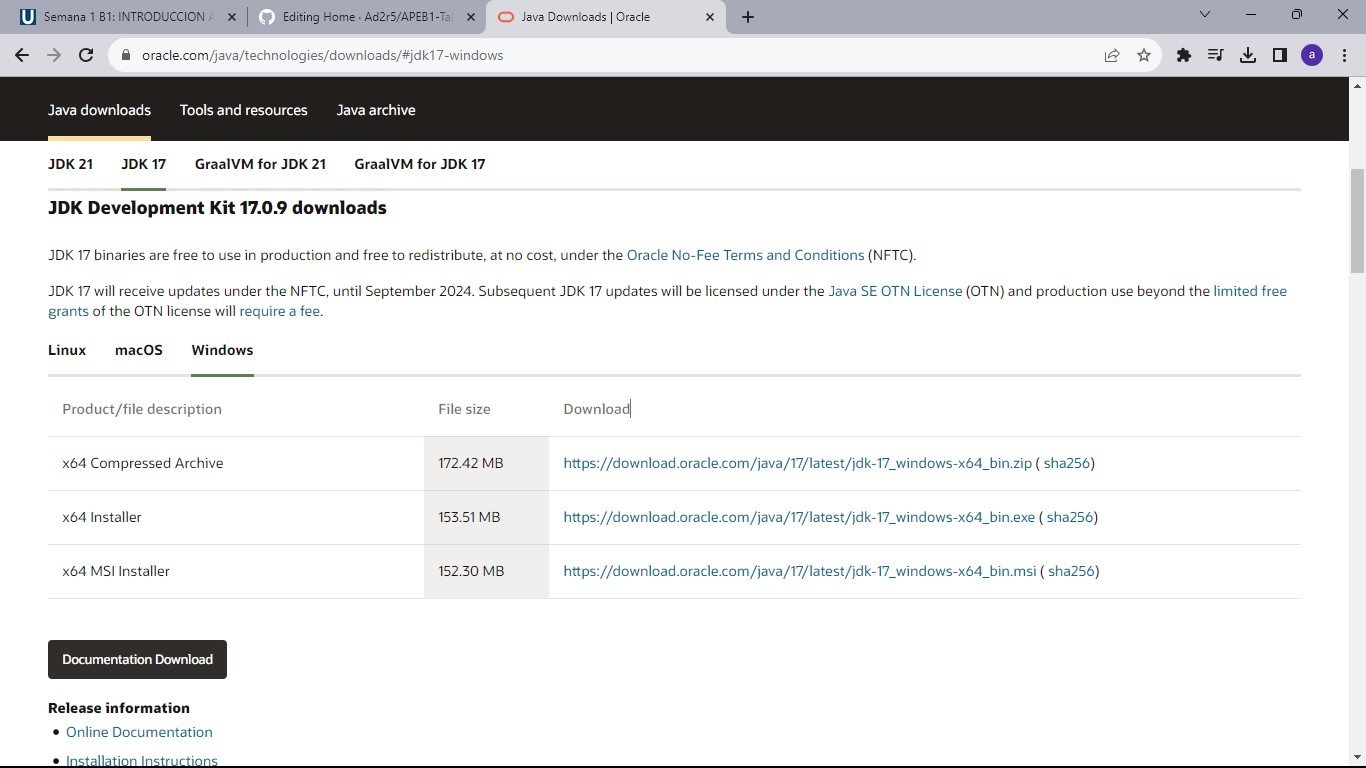 Semana 1 B1: INTRODUCCION
Editing Home · Ad2r5/APEB1-Tal
Java Downloads | Oracle
oracle.com/java/technologies/downloads/#jdk17-windows
a
Java downloads Tools and resources Java archive
JDK 21 JDK 17 GraalVM for JDK 21 GraalVM for JDK 17
JDK Development Kit 17.0.9 downloads
JDK 17 binaries are free to use in production and free to redistribute, at no cost, under the Oracle No-Fee Terms and Conditions (NFTC).
JDK 17 will receive updates under the NFTC, until September 2024. Subsequent JDK 17 updates will be licensed under the Java SE OTN License (OTN) and production use beyond the limited free
grants of the OTN license will require a fee.
Linux macOS Windows
Product/file description File size Download
x64 Compressed Archive 172.42 MB https://download.oracle.com/java/17/latest/jdk-17_windows-x64_bin.zip ( sha256)
x64 Installer 153.51 MB https://download.oracle.com/java/17/latest/jdk-17_windows-x64_bin.exe ( sha256)
x64 MSI Installer 152.30 MB https://download.oracle.com/java/17/latest/jdk-17_windows-x64_bin.msi ( sha256)
Documentation Download
Release information
• Online Documentation
• Installation Instructions